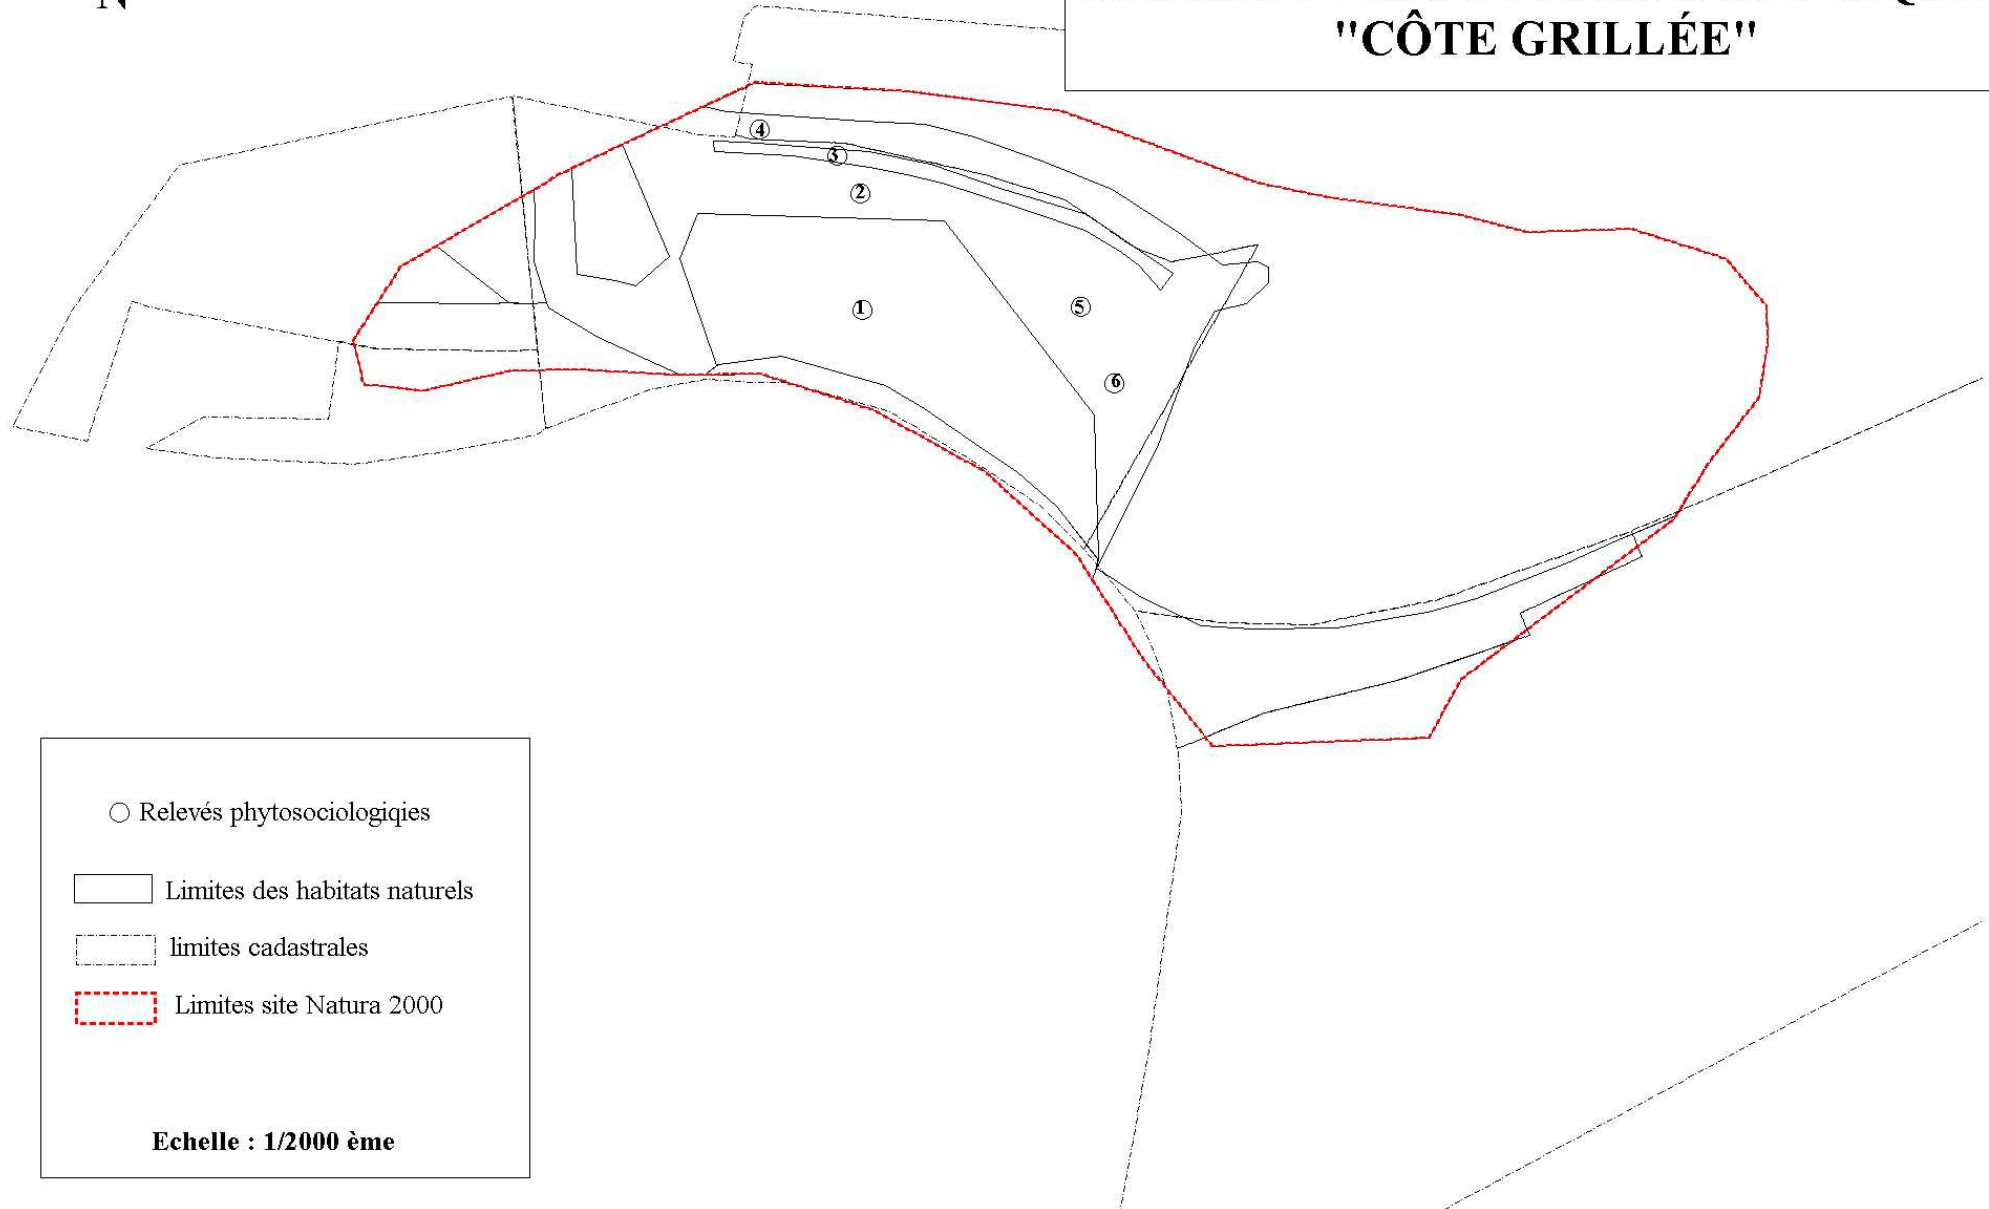 N
"CÔTE GRILLÉE"
4
3
2
1
5
6
Relevés phytosociologiqies
Limites des habitats naturels
limites cadastrales
Limites site Natura 2000
Echelle : 1/2000 ème